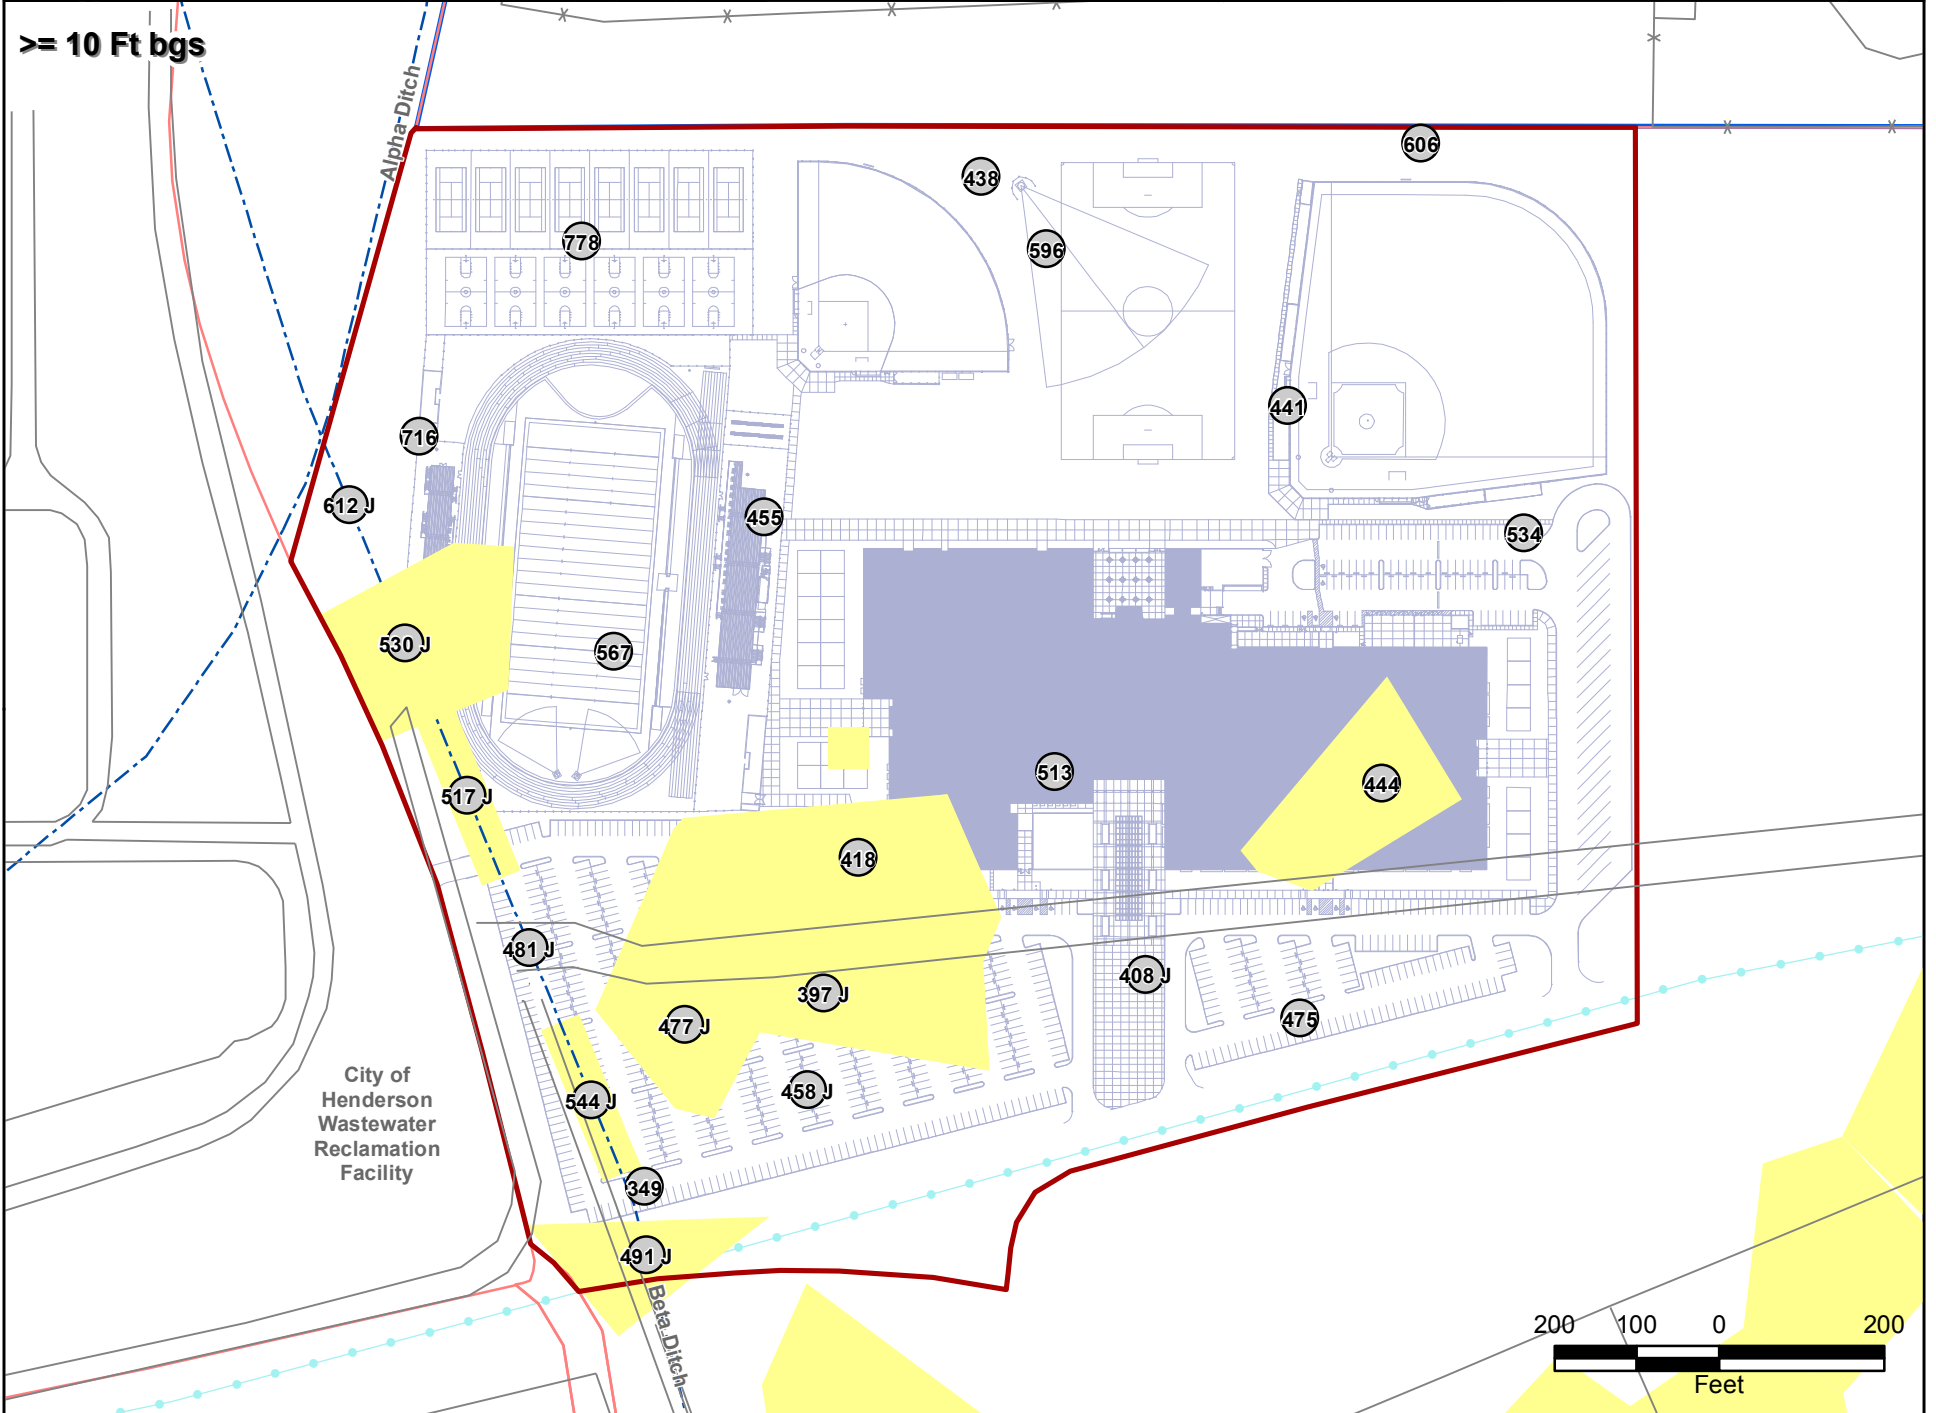 >= 10 Ft bgs
Alpha Ditch
606
438
778
596
441
716
612 J
455
534
530 J
567
513
444
517 J
418
481 J
408 J
397 J
477 J
475
458 J
544 J
349
491 J
City of
Henderson
Wastewater
Reclamation
Facility
Beta Ditch
200 100 0 200
Feet